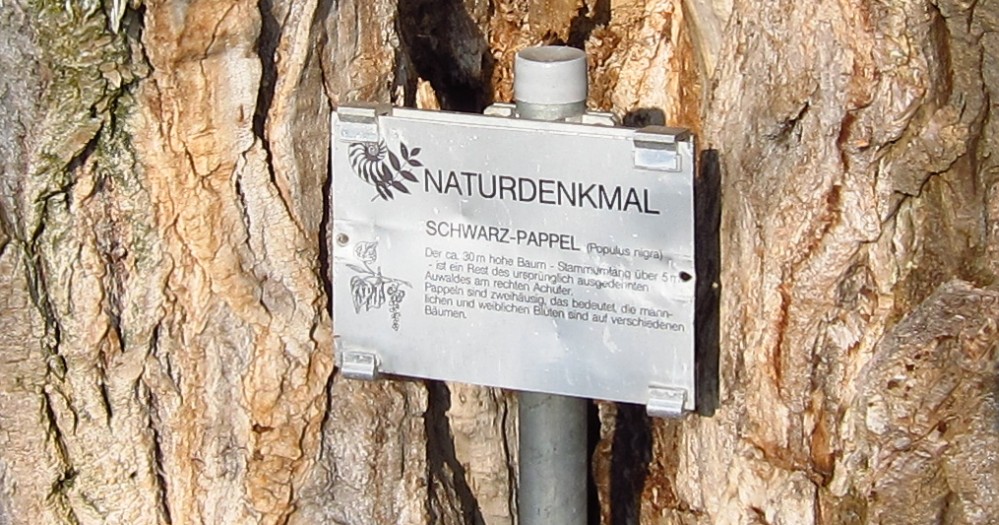 NATURDENKMAL
SCHWARZ-PAPPEL (Populus nigra)
Der ca. 30 m hohe Baum - Stammumfang über 5 m
- ist ein Rest des ursprünglich ausgedehnten
Auwaldes am rechten Achufer.
Pappeln sind zweihäusig, das bedeutet, die männ-
lichen und weiblichen Blüten sind auf verschiedenen
Bäumen.